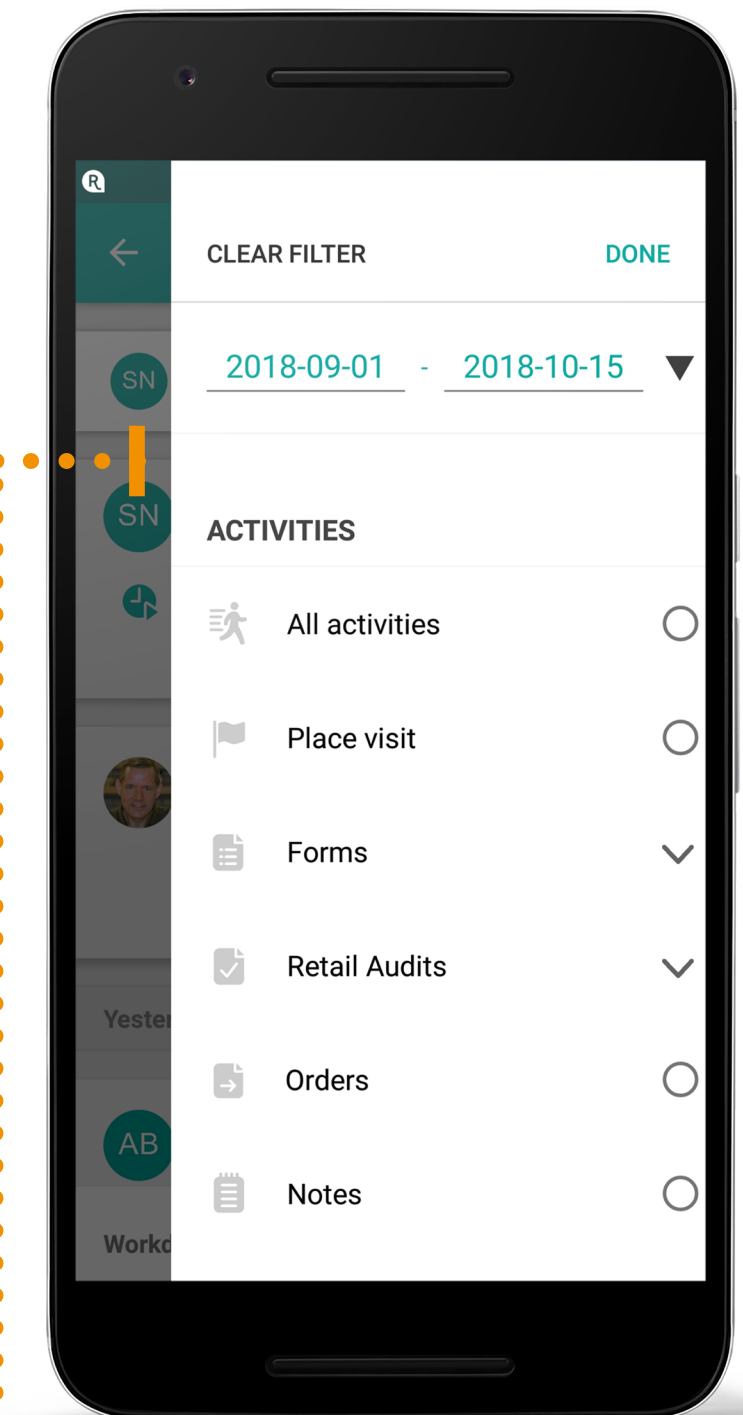 R
CLEAR FILTER DONE
2018-09-01 - 2018-10-15
SN
SN
ACTIVITIES
All activities
Place visit
Forms
Retail Audits
Yester
Orders
AB
Notes
Workd